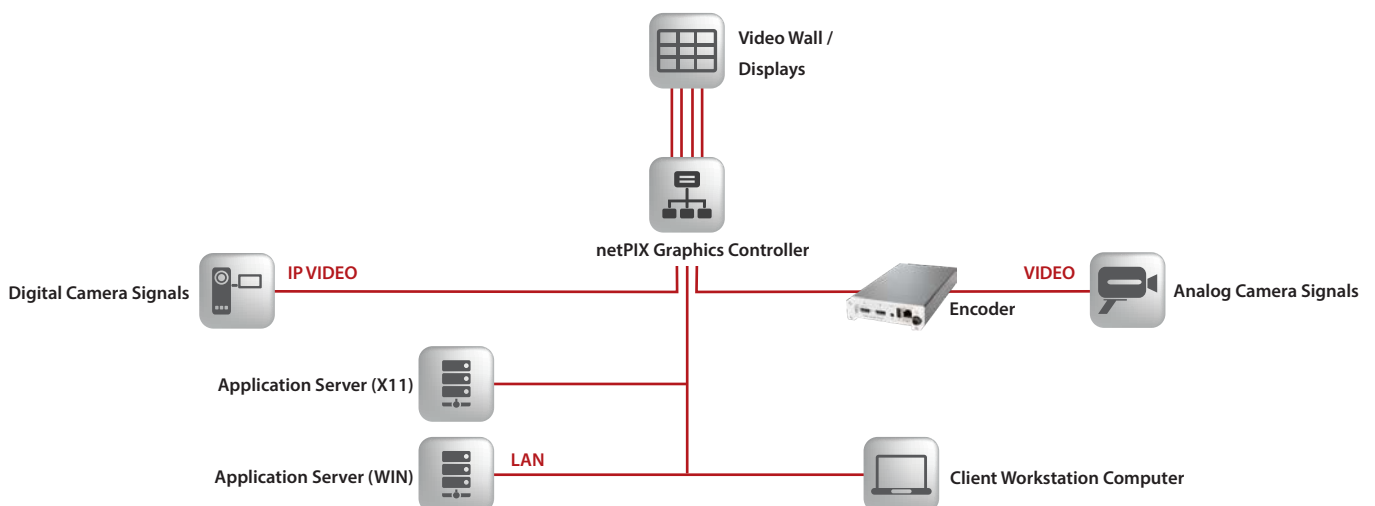 Video Wall /
Displays
netPIX Graphics Controller
IP VIDEO
VIDEO
Digital Camera Signals
Encoder
Analog Camera Signals
Application Server (X11)
LAN
Application Server (WIN)
Client Workstation Computer